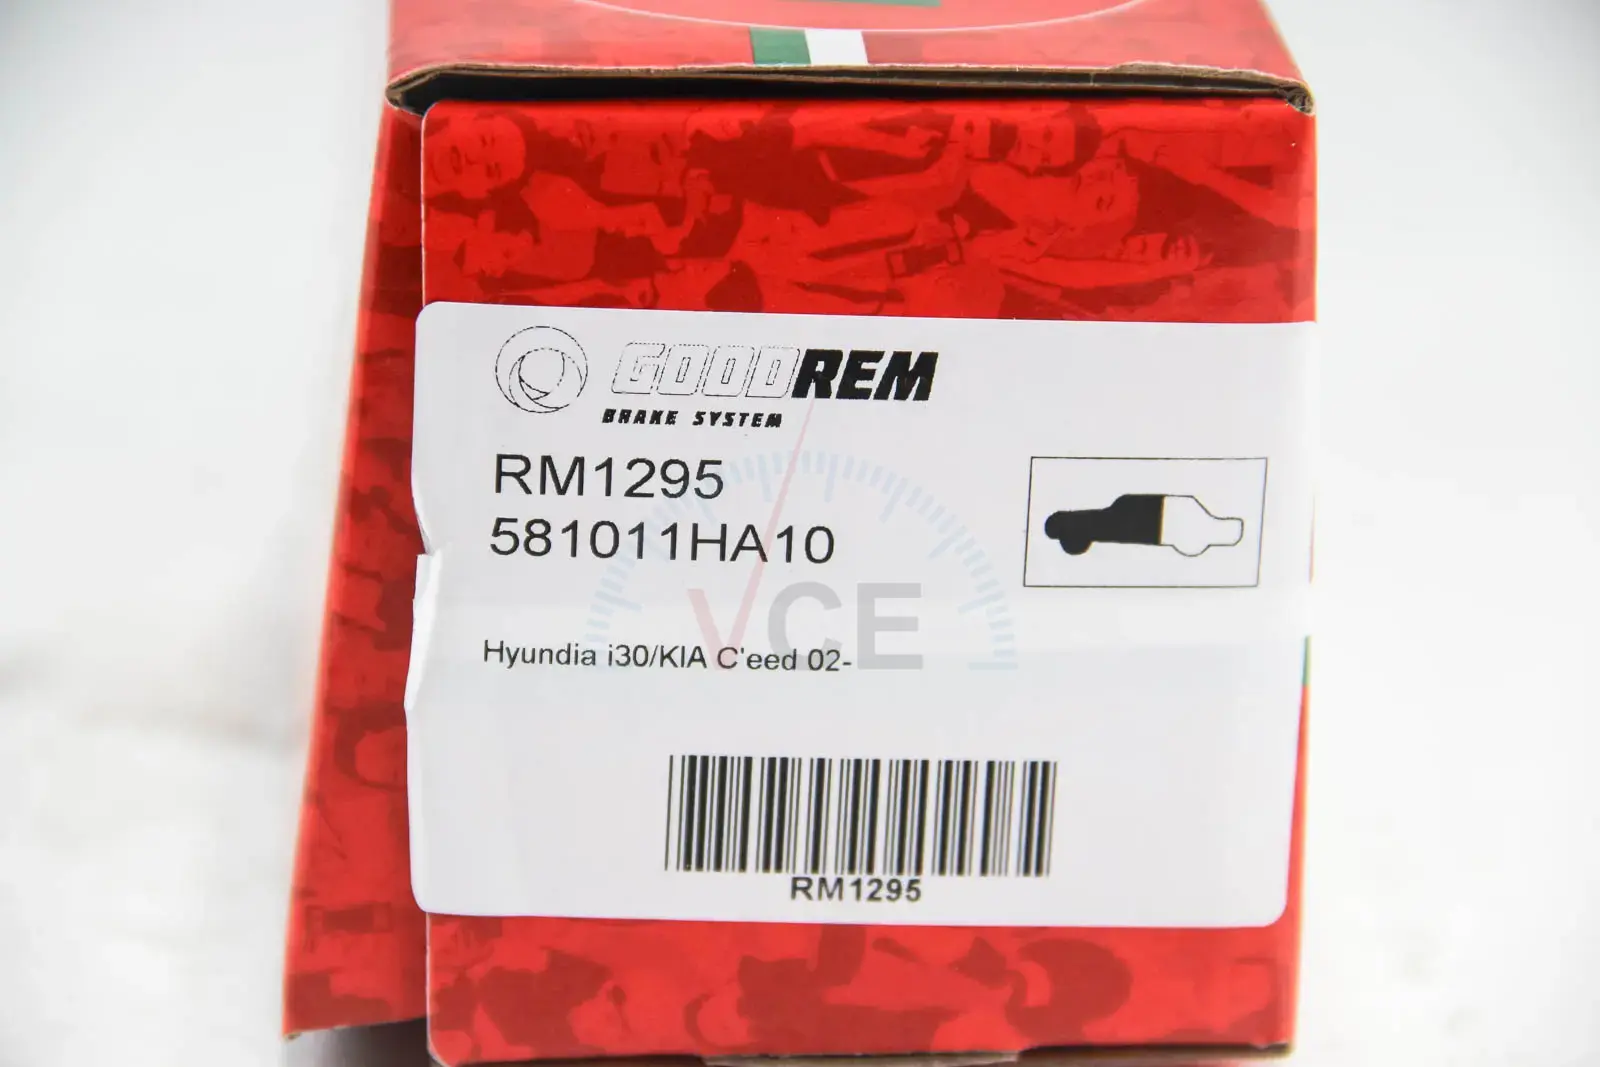 GOODREM
BRAKE SYSTEM
RM1295
581011HA10
VCE
Hyundia i30/KIA C'eed 02-
RM1295